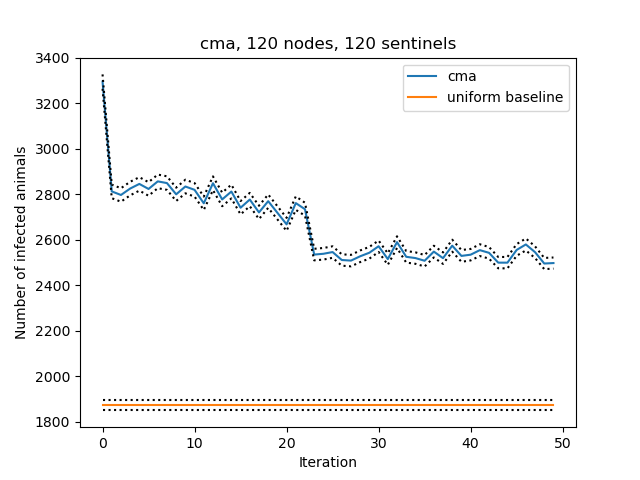 cma, 120 nodes, 120 sentinels
cma
uniform baseline
Number of infected animals
3400
3200
3000
2800
2600
2400
2200
2000
1800
0 10 20 30 40 50
Iteration